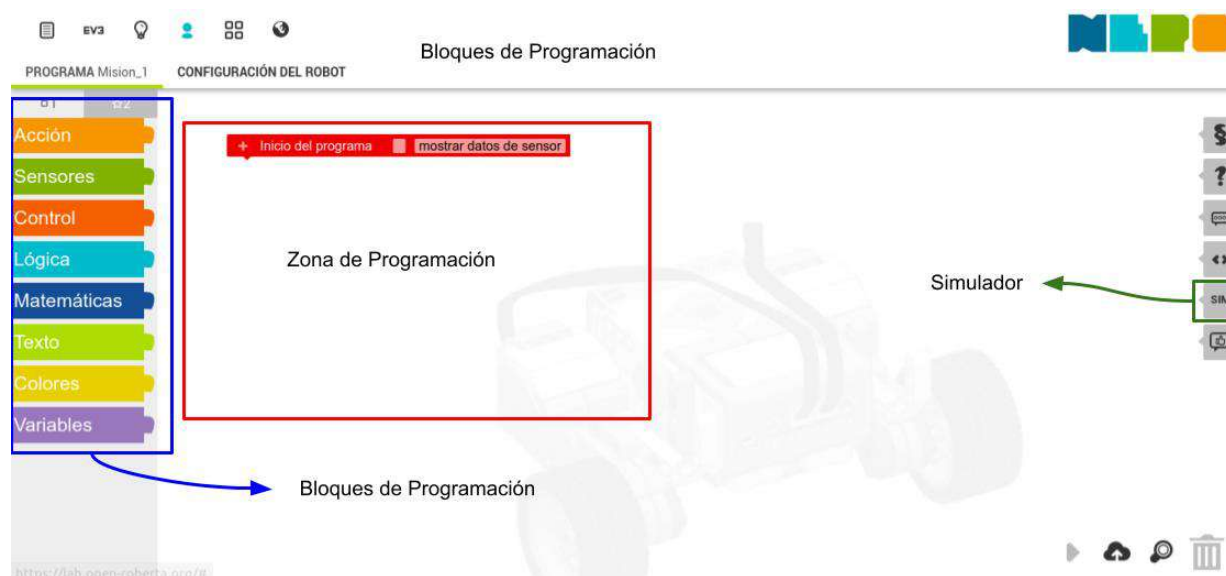 EV3
Bloques de Programación
PROGRAMA Mision_1
CONFIGURACIÓN DEL ROBOT
Acción
+ Inicio del programa mostrar datos de sensor
Sensores
Control
Lógica
Zona de Programación
Simulador
Matemáticas
SIM
Texto
Colores
Variables
Bloques de Programación
https://lab.open-roberta.org/#